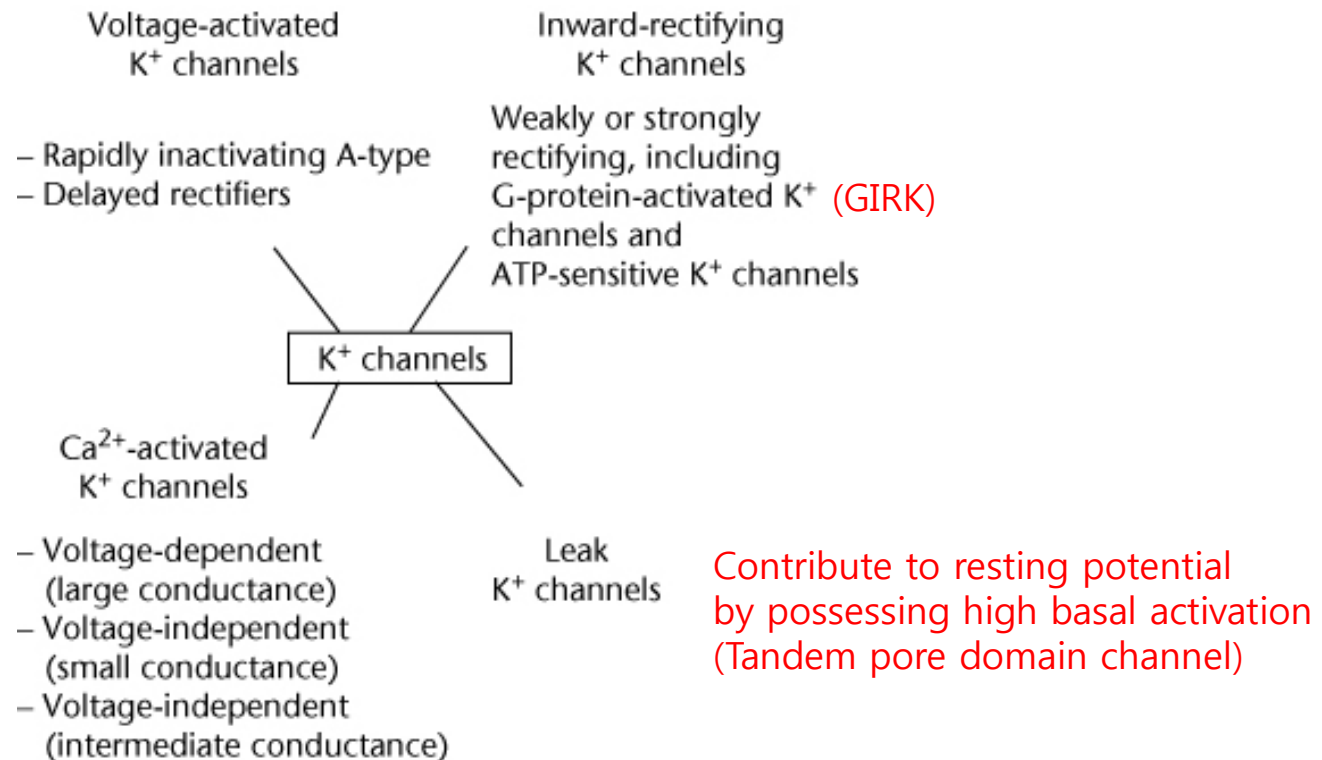 Voltage-activated
K⁺ channels
– Rapidly inactivating A-type
– Delayed rectifiers
Inward-rectifying
K⁺ channels
Weakly or strongly
rectifying, including
G-protein-activated K⁺ (GIRK)
channels and
ATP-sensitive K⁺ channels
K⁺ channels
Ca²⁺-activated
K⁺ channels
– Voltage-dependent
(large conductance)
– Voltage-independent
(small conductance)
– Voltage-independent
(intermediate conductance)
Leak
K⁺ channels
Contribute to resting potential
by possessing high basal activation
(Tandem pore domain channel)